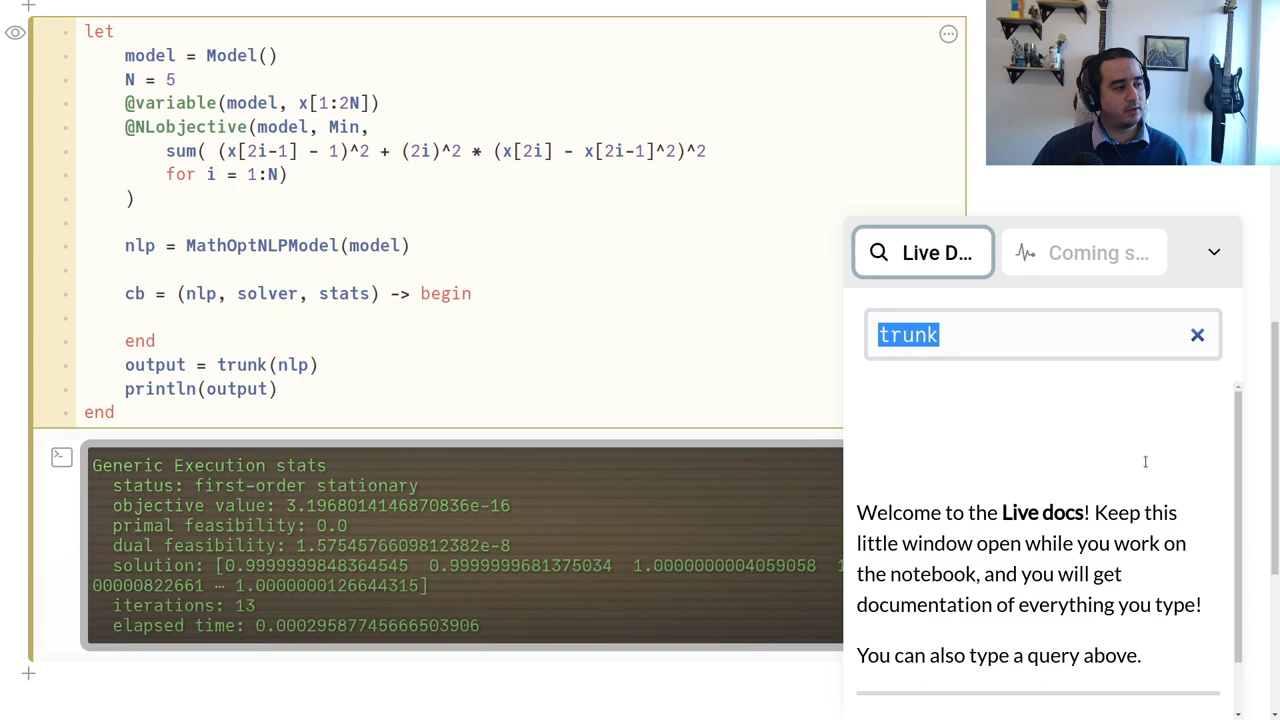 let
model = Model()
N = 5
@variable(model, x[1:2N])
@NLobjective(model, Min,
sum( (x[2i-1] - 1)^2 + (2i)^2 * (x[2i] - x[2i-1]^2)^2
for i = 1:N)
)
nlp = MathOptNLPModel(model)
cb = (nlp, solver, stats) -> begin
end
output = trunk(nlp)
println(output)
end
Generic Execution stats
status: first-order stationary
objective value: 3.1968014146870836e-16
primal feasibility: 0.0
dual feasibility: 1.5754576609812382e-8
solution: [0.9999999848364545 0.9999999681375034 1.0000000004059058 1
00000822661 ⋯ 1.0000000126644315]
iterations: 13
elapsed time: 0.00029587745666503906
Live D...
Coming s...
trunk
Welcome to the Live docs! Keep this
little window open while you work on
the notebook, and you will get
documentation of everything you type!
You can also type a query above.